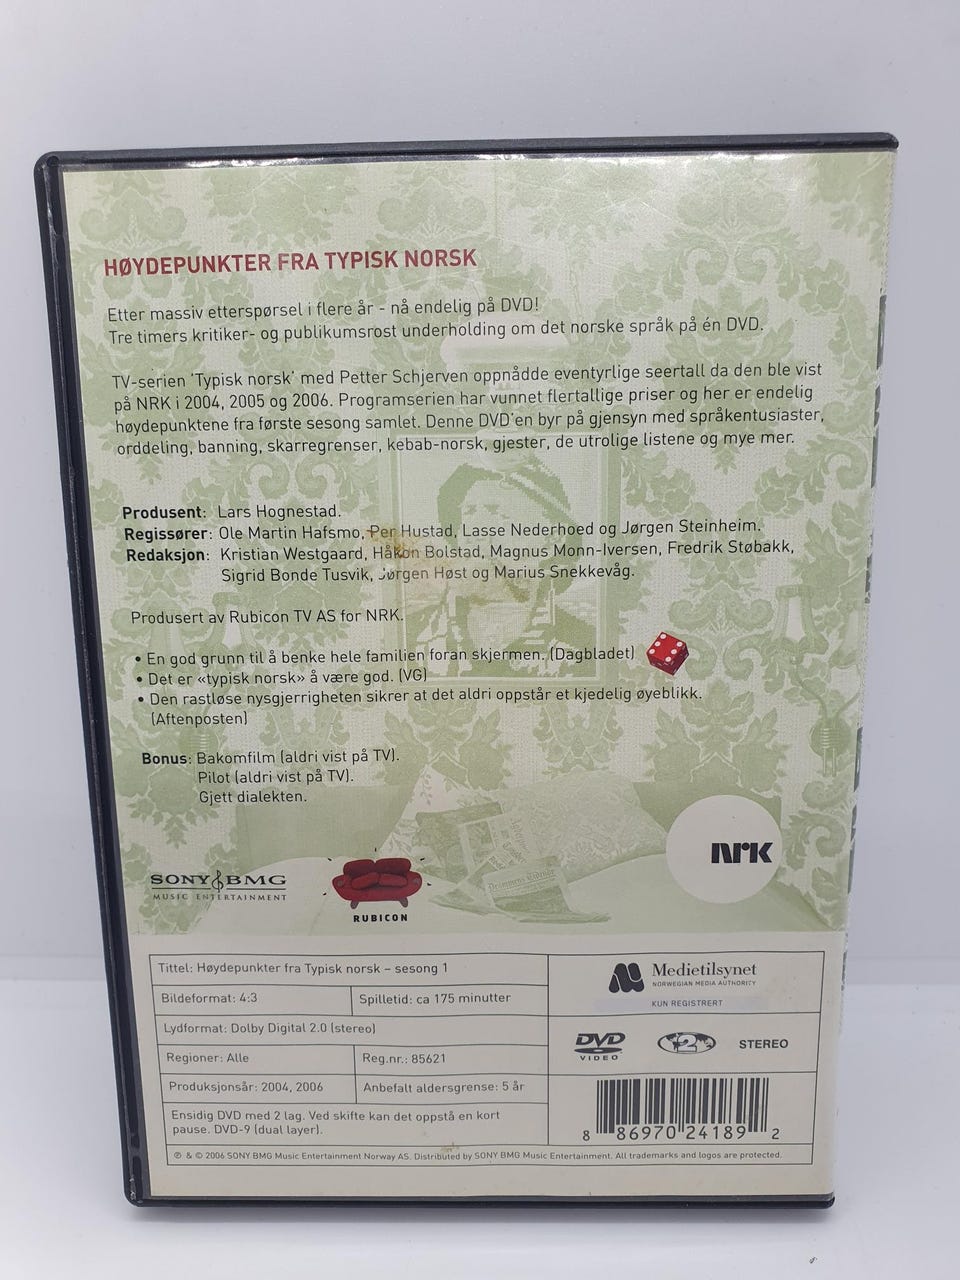 HØYDEPUNKTER FRA TYPISK NORSK
Etter massiv etterspørsel i flere år - nå endelig på DVD!
Tre timers kritiker- og publikumsrost underholding om det norske språk på én DVD.
TV-serien 'Typisk norsk' med Petter Schjerven oppnådde eventyrlige seertall da den ble vist
på NRK i 2004, 2005 og 2006. Programserien har vunnet flertallige priser og her er endelig
høydepunktene fra første sesong samlet. Denne DVD'en byr på gjensyn med språkentusiaster,
orddeling, banning, skarregrenser, kebab-norsk, gjester, de utrolige listene og mye mer.
Produsent: Lars Hognestad.
Regissører: Ole Martin Hafsmo, Per Hustad, Lasse Nederhoed og Jørgen Steinheim.
Redaksjon: Kristian Westgaard, Håkon Bolstad, Magnus Monn-Iversen, Fredrik Støbakk,
Sigrid Bonde Tusvik, Jørgen Høst og Marius Snekkevåg.
Produsert av Rubicon TV AS for NRK.
• En god grunn til å benke hele familien foran skjermen. (Dagbladet)
• Det er «typisk norsk» å være god. (VG)
• Den rastløse nysgjerrigheten sikrer at det aldri oppstår et kjedelig øyeblikk.
(Aftenposten)
Bonus: Bakomfilm (aldri vist på TV).
Pilot (aldri vist på TV).
Gjett dialekten.
SONY BMG
MUSIC ENTERTAINMENT
RUBICON
NRK
Tittel: Høydepunkter fra Typisk norsk – sesong 1
Bildeformat: 4:3
Spilletid: ca 175 minutter
Lydformat: Dolby Digital 2.0 (stereo)
Regioner: Alle
Reg.nr.: 85621
Produksjonsår: 2004, 2006
Anbefalt aldersgrense: 5 år
Ensidig DVD med 2 lag. Ved skifte kan det oppstå en kort
pause. DVD-9 (dual layer).
Medietilsynet
NORWEGIAN MEDIA AUTHORITY
KUN REGISTRERT
DVD
VIDEO
2
STEREO
8 86970 24189 2
℗ & © 2006 SONY BMG Music Entertainment Norway AS. Distributed by SONY BMG Music Entertainment. All trademarks and logos are protected.